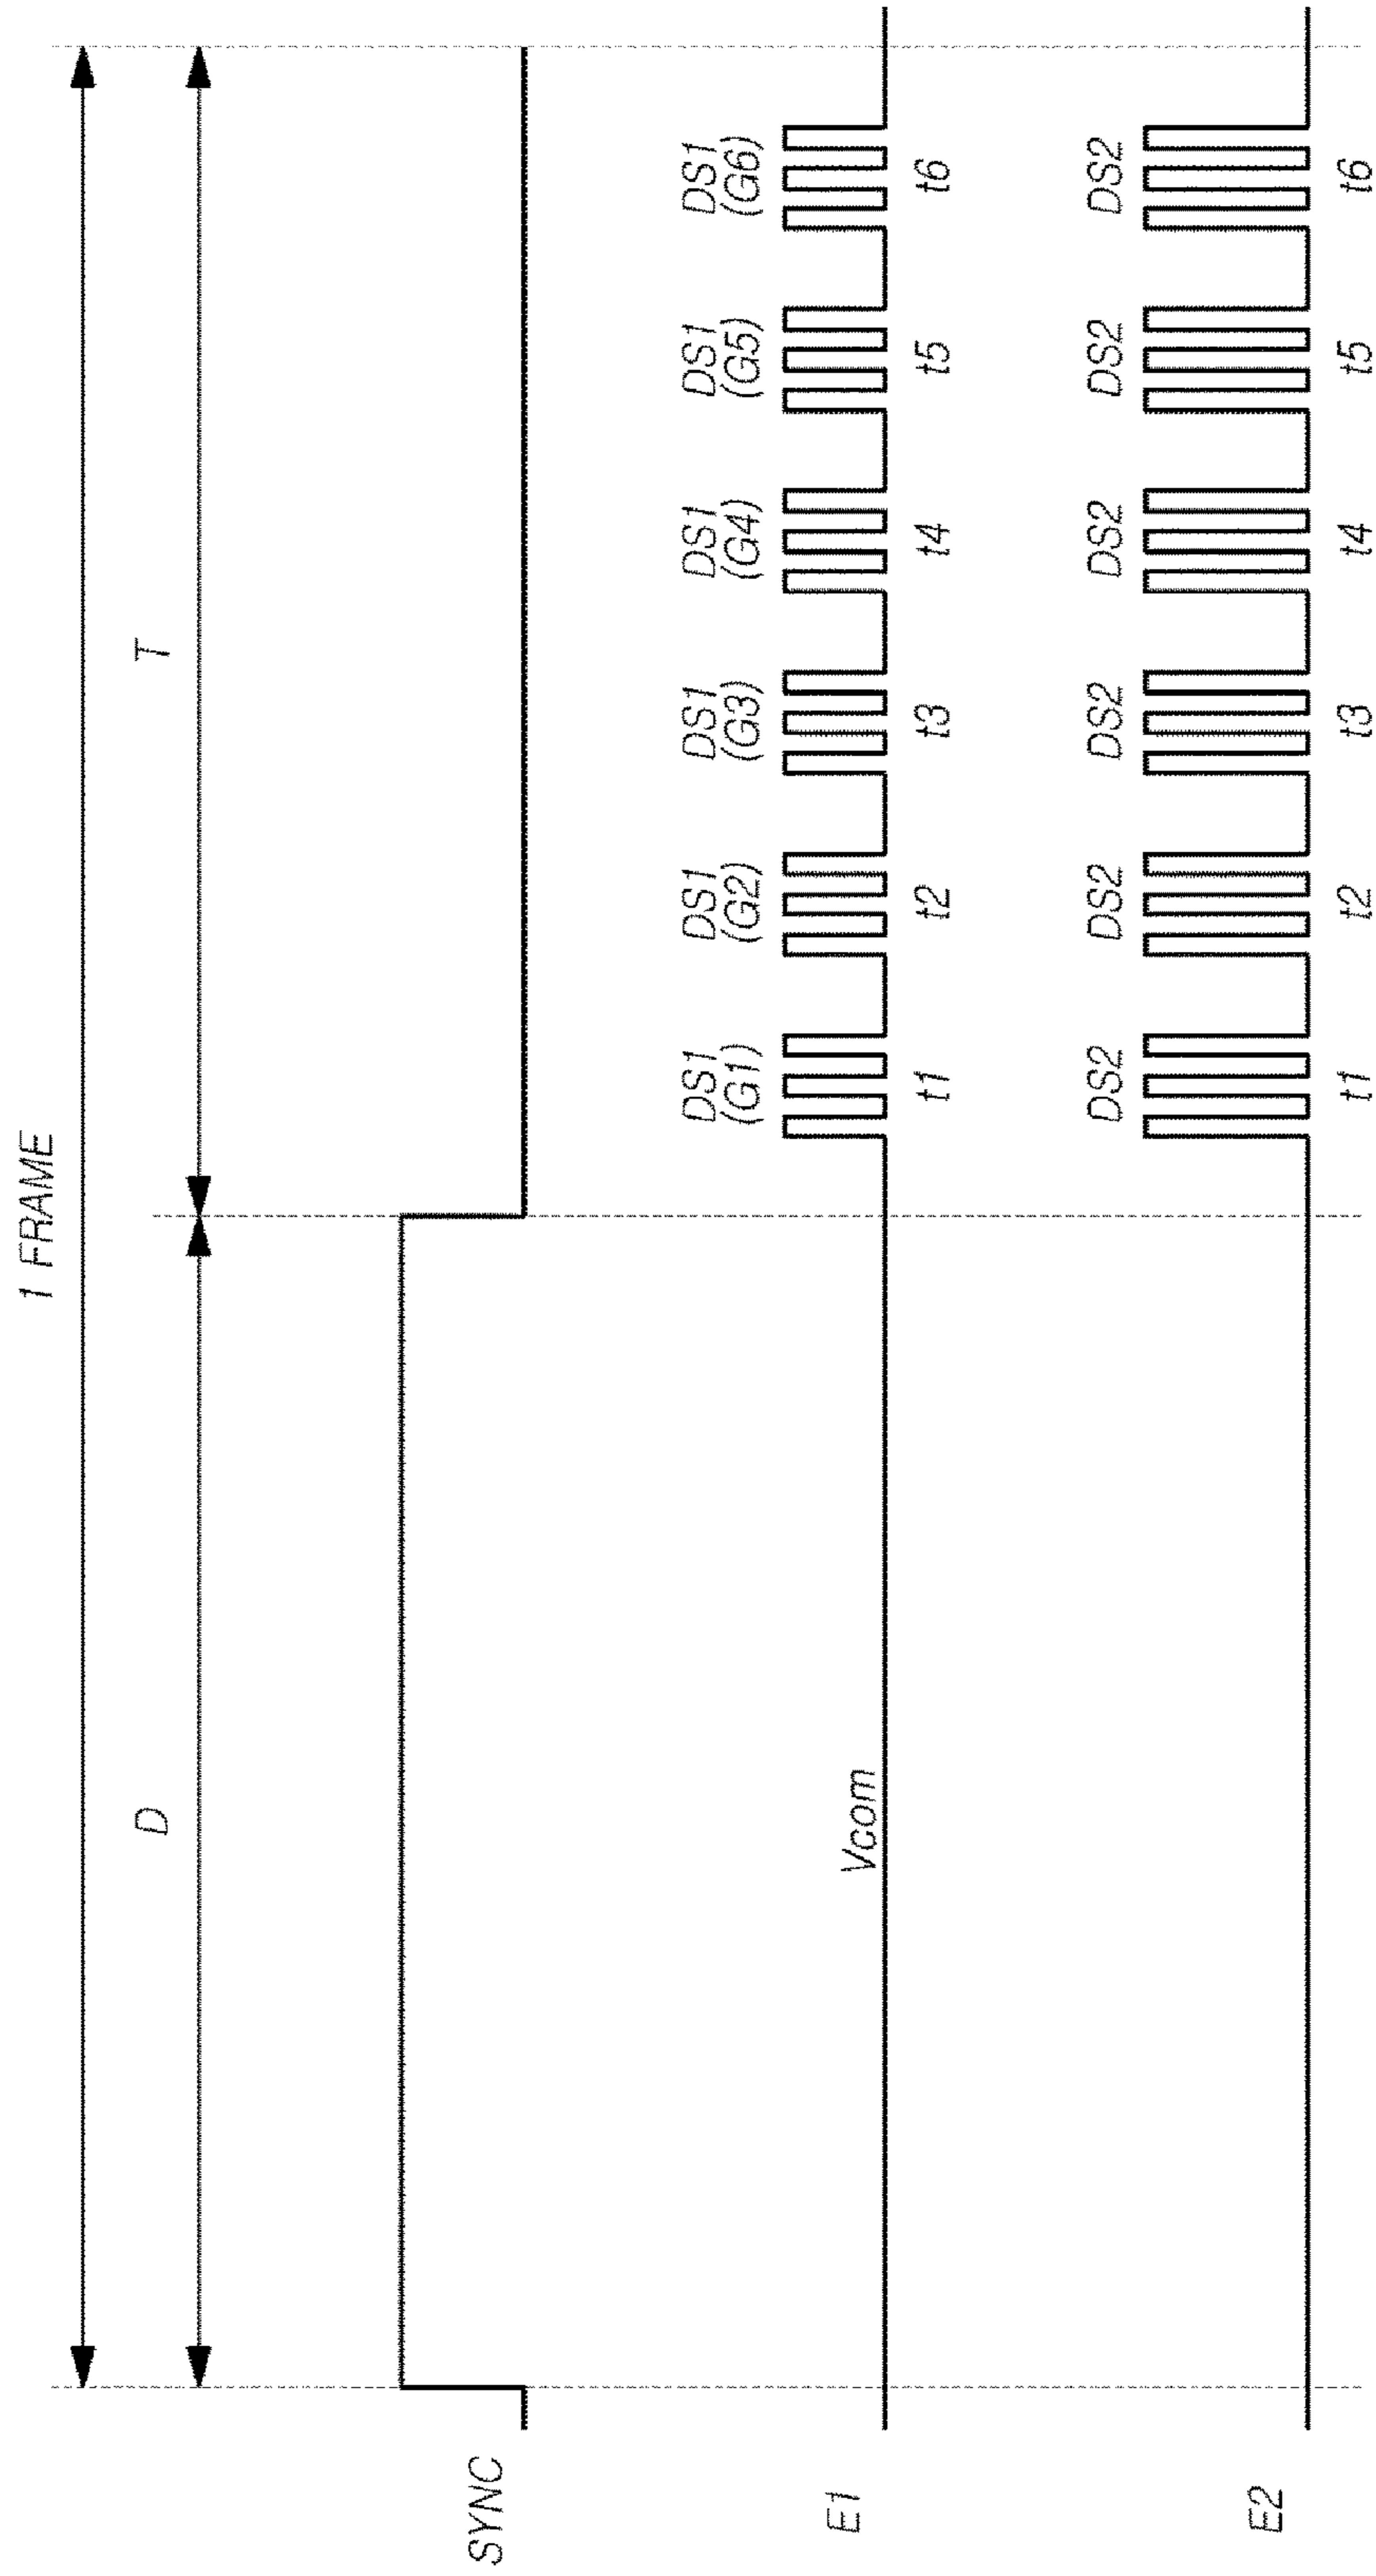 1 FRAME
D
T
SYNC
E1
Vcom
DS1
(G1)
DS1
(G2)
DS1
(G3)
DS1
(G4)
DS1
(G5)
DS1
(G6)
t1
t2
t3
t4
t5
t6
E2
DS2
DS2
DS2
DS2
DS2
DS2
t1
t2
t3
t4
t5
t6